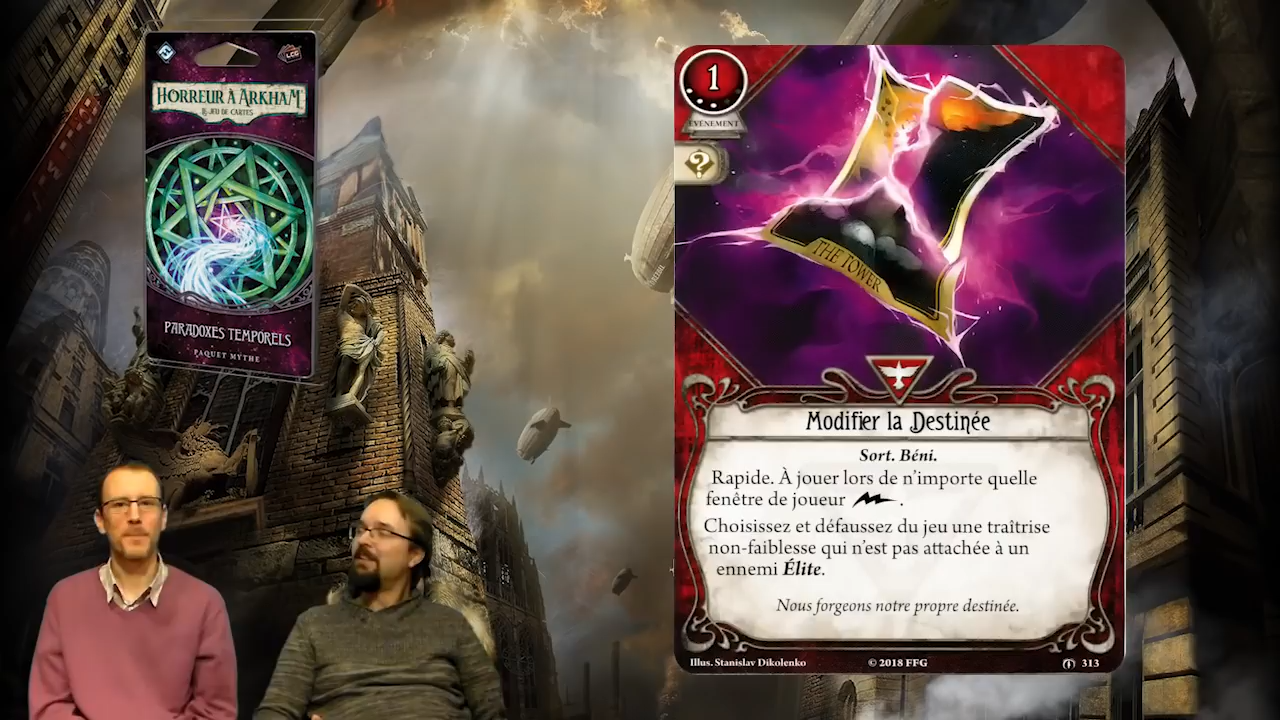 LCG
HORREUR À ARKHAM
LE JEU DE CARTES
PARADOXES TEMPORELS
PAQUET MYTHE
1
ÉVÉNEMENT
?
THE TOWER
Modifier la Destinée
Sort. Béni.
Rapide. À jouer lors de n'importe quelle
fenêtre de joueur .
Choisissez et défaussez du jeu une traîtrise
non-faiblesse qui n'est pas attachée à un
ennemi Élite.
Nous forgeons notre propre destinée.
Illus. Stanislav Dikolenko
© 2018 FFG
313